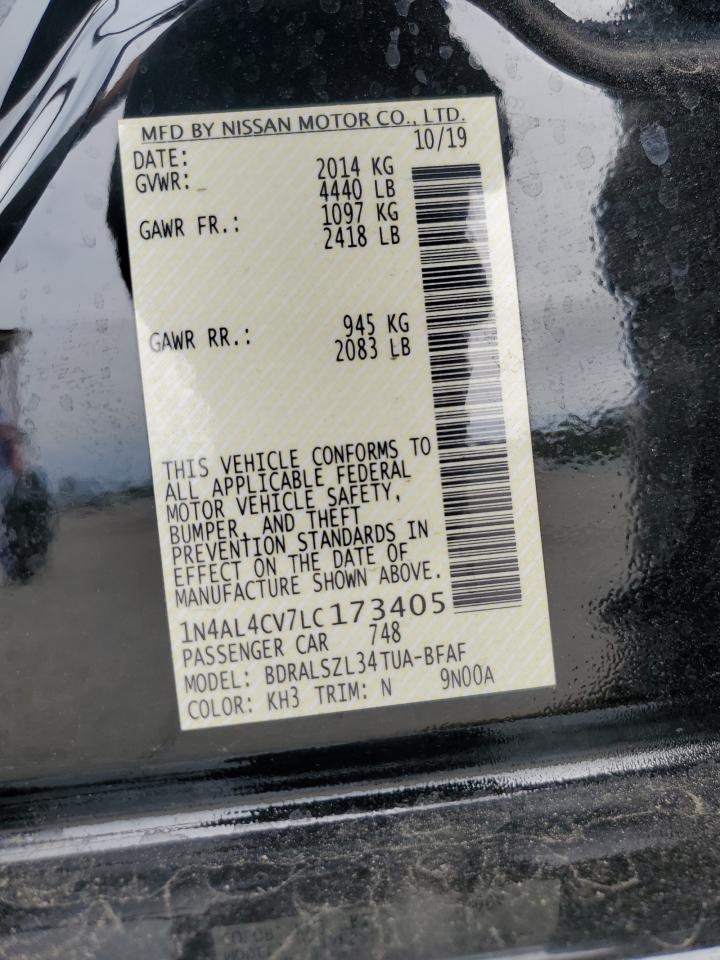 MFD BY NISSAN MOTOR CO., LTD.
DATE: 10/19
GVWR: 2014 KG
4440 LB
GAWR FR.: 1097 KG
2418 LB
GAWR RR.: 945 KG
2083 LB
THIS VEHICLE CONFORMS TO
ALL APPLICABLE FEDERAL
MOTOR VEHICLE SAFETY,
BUMPER, AND THEFT
PREVENTION STANDARDS IN
EFFECT ON THE DATE OF
MANUFACTURE SHOWN ABOVE.
1N4AL4CV7LC173405
PASSENGER CAR 748
MODEL: BDRALSZL34TUA-BFAF
COLOR: KH3 TRIM: N 9N00A